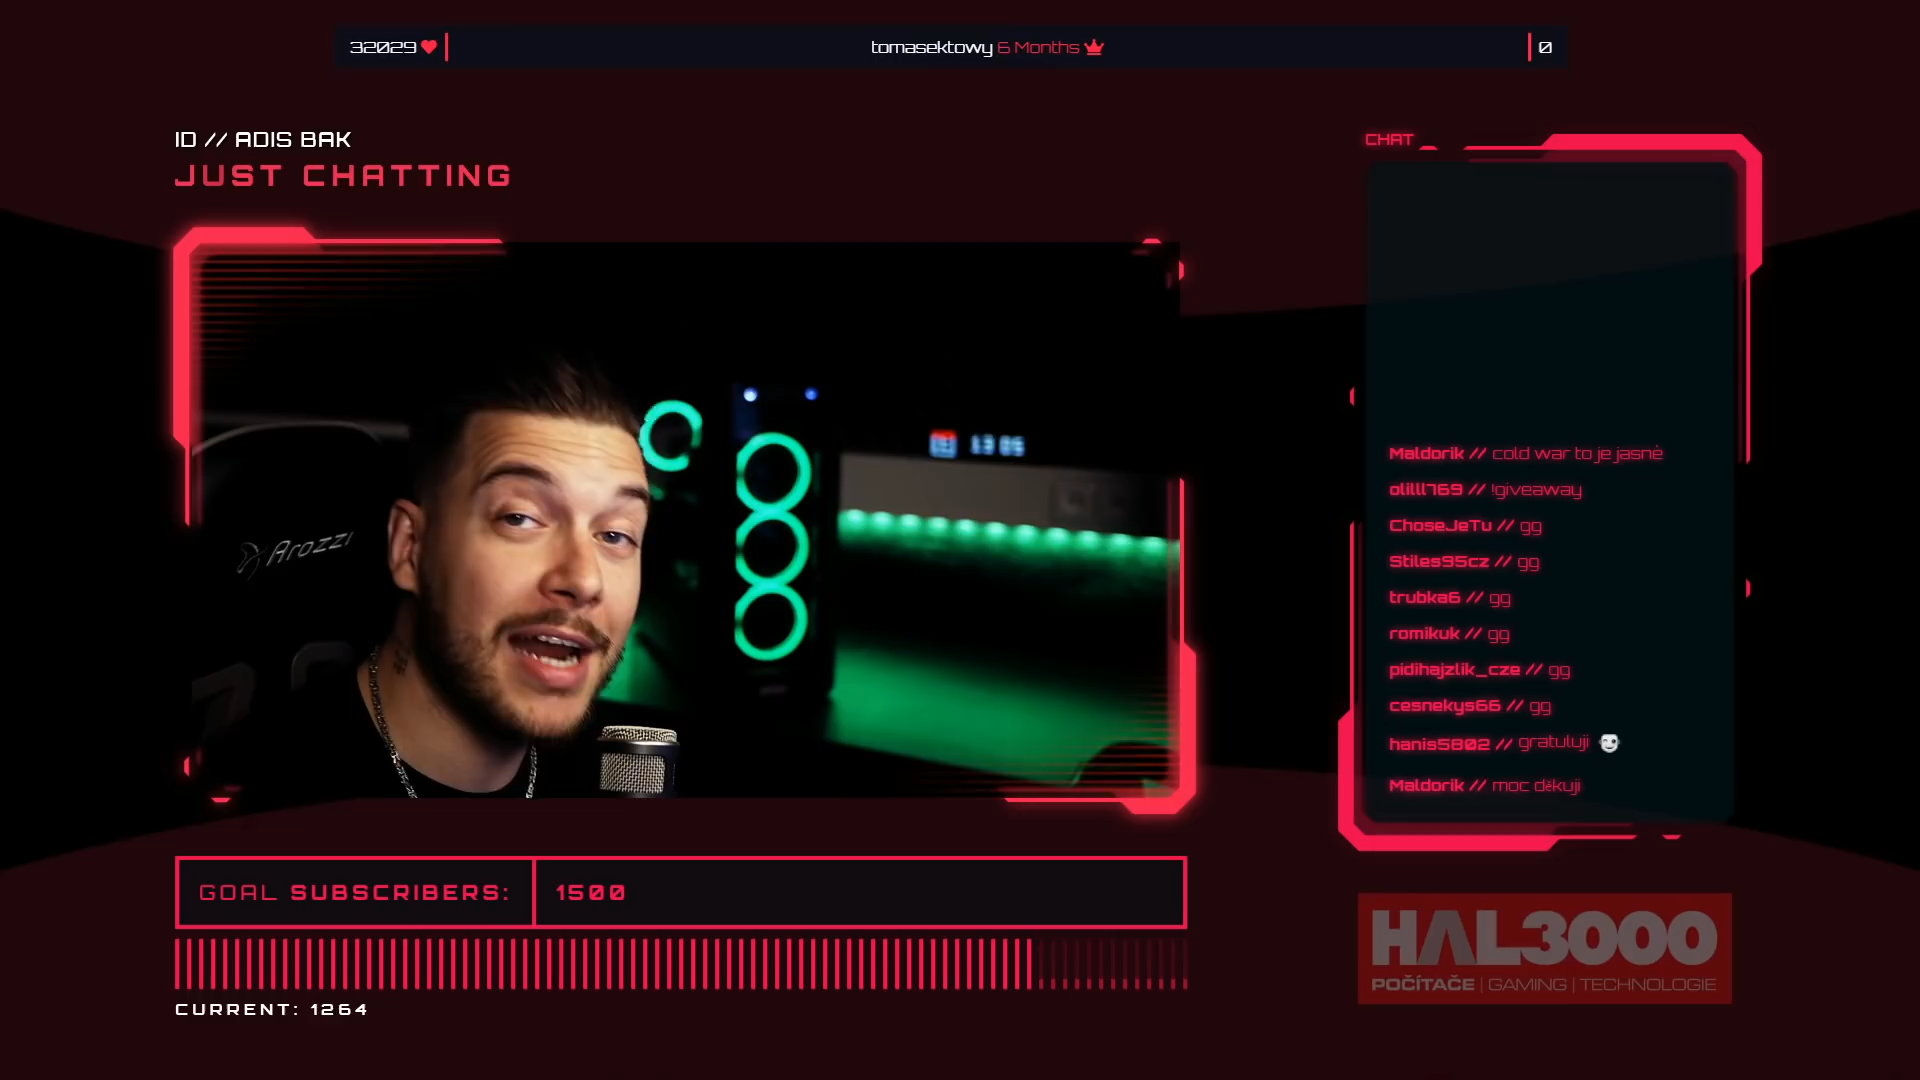 32029
tomasektowy 6 Months
0
ID // ADIS BAK
JUST CHATTING
CHAT
Arozzi
13 05
Maldorik // cold war to je jasné
olilll769 // !giveaway
ChoseJeTu // gg
Stiles95cz // gg
trubka6 // gg
romikuk // gg
pidihajzlik_cze // gg
cesnekys66 // gg
hanis5802 // gratuluji
Maldorik // moc děkuji
GOAL SUBSCRIBERS: 1500
CURRENT: 1264
HAL3000
POČÍTAČE | GAMING | TECHNOLOGIE